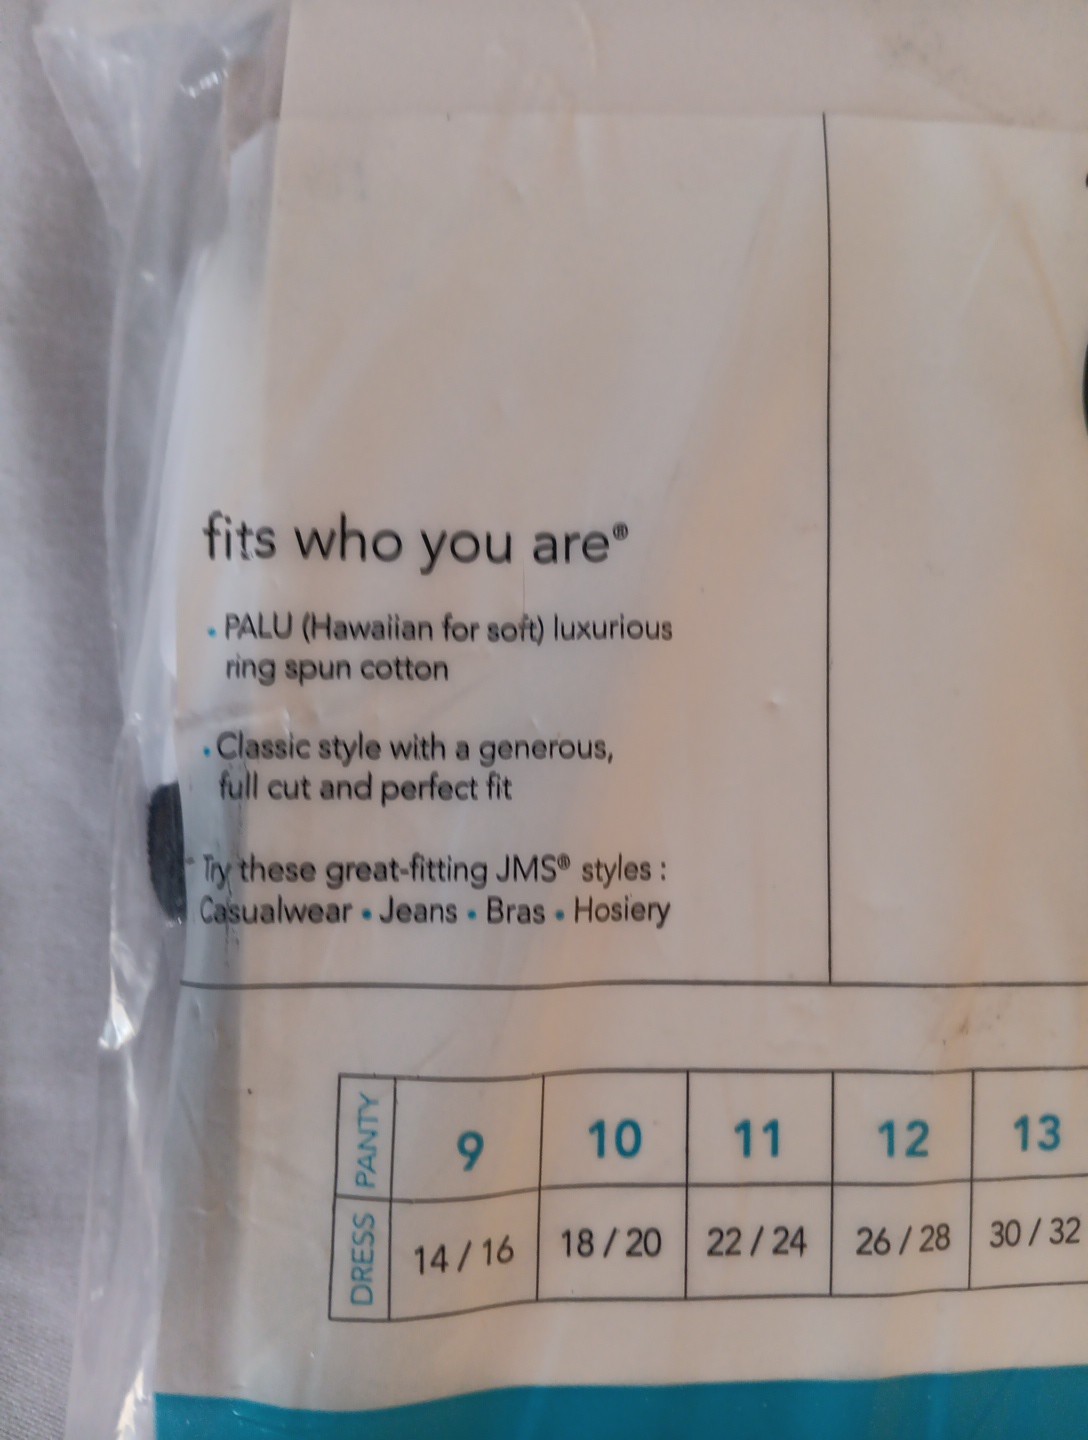 fits who you are®
• PALU (Hawaiian for soft) luxurious
ring spun cotton
• Classic style with a generous,
full cut and perfect fit
Try these great-fitting JMS® styles :
Casualwear • Jeans • Bras • Hosiery
PANTY 9 10 11 12 13
DRESS 14 / 16 18 / 20 22 / 24 26 / 28 30 / 32